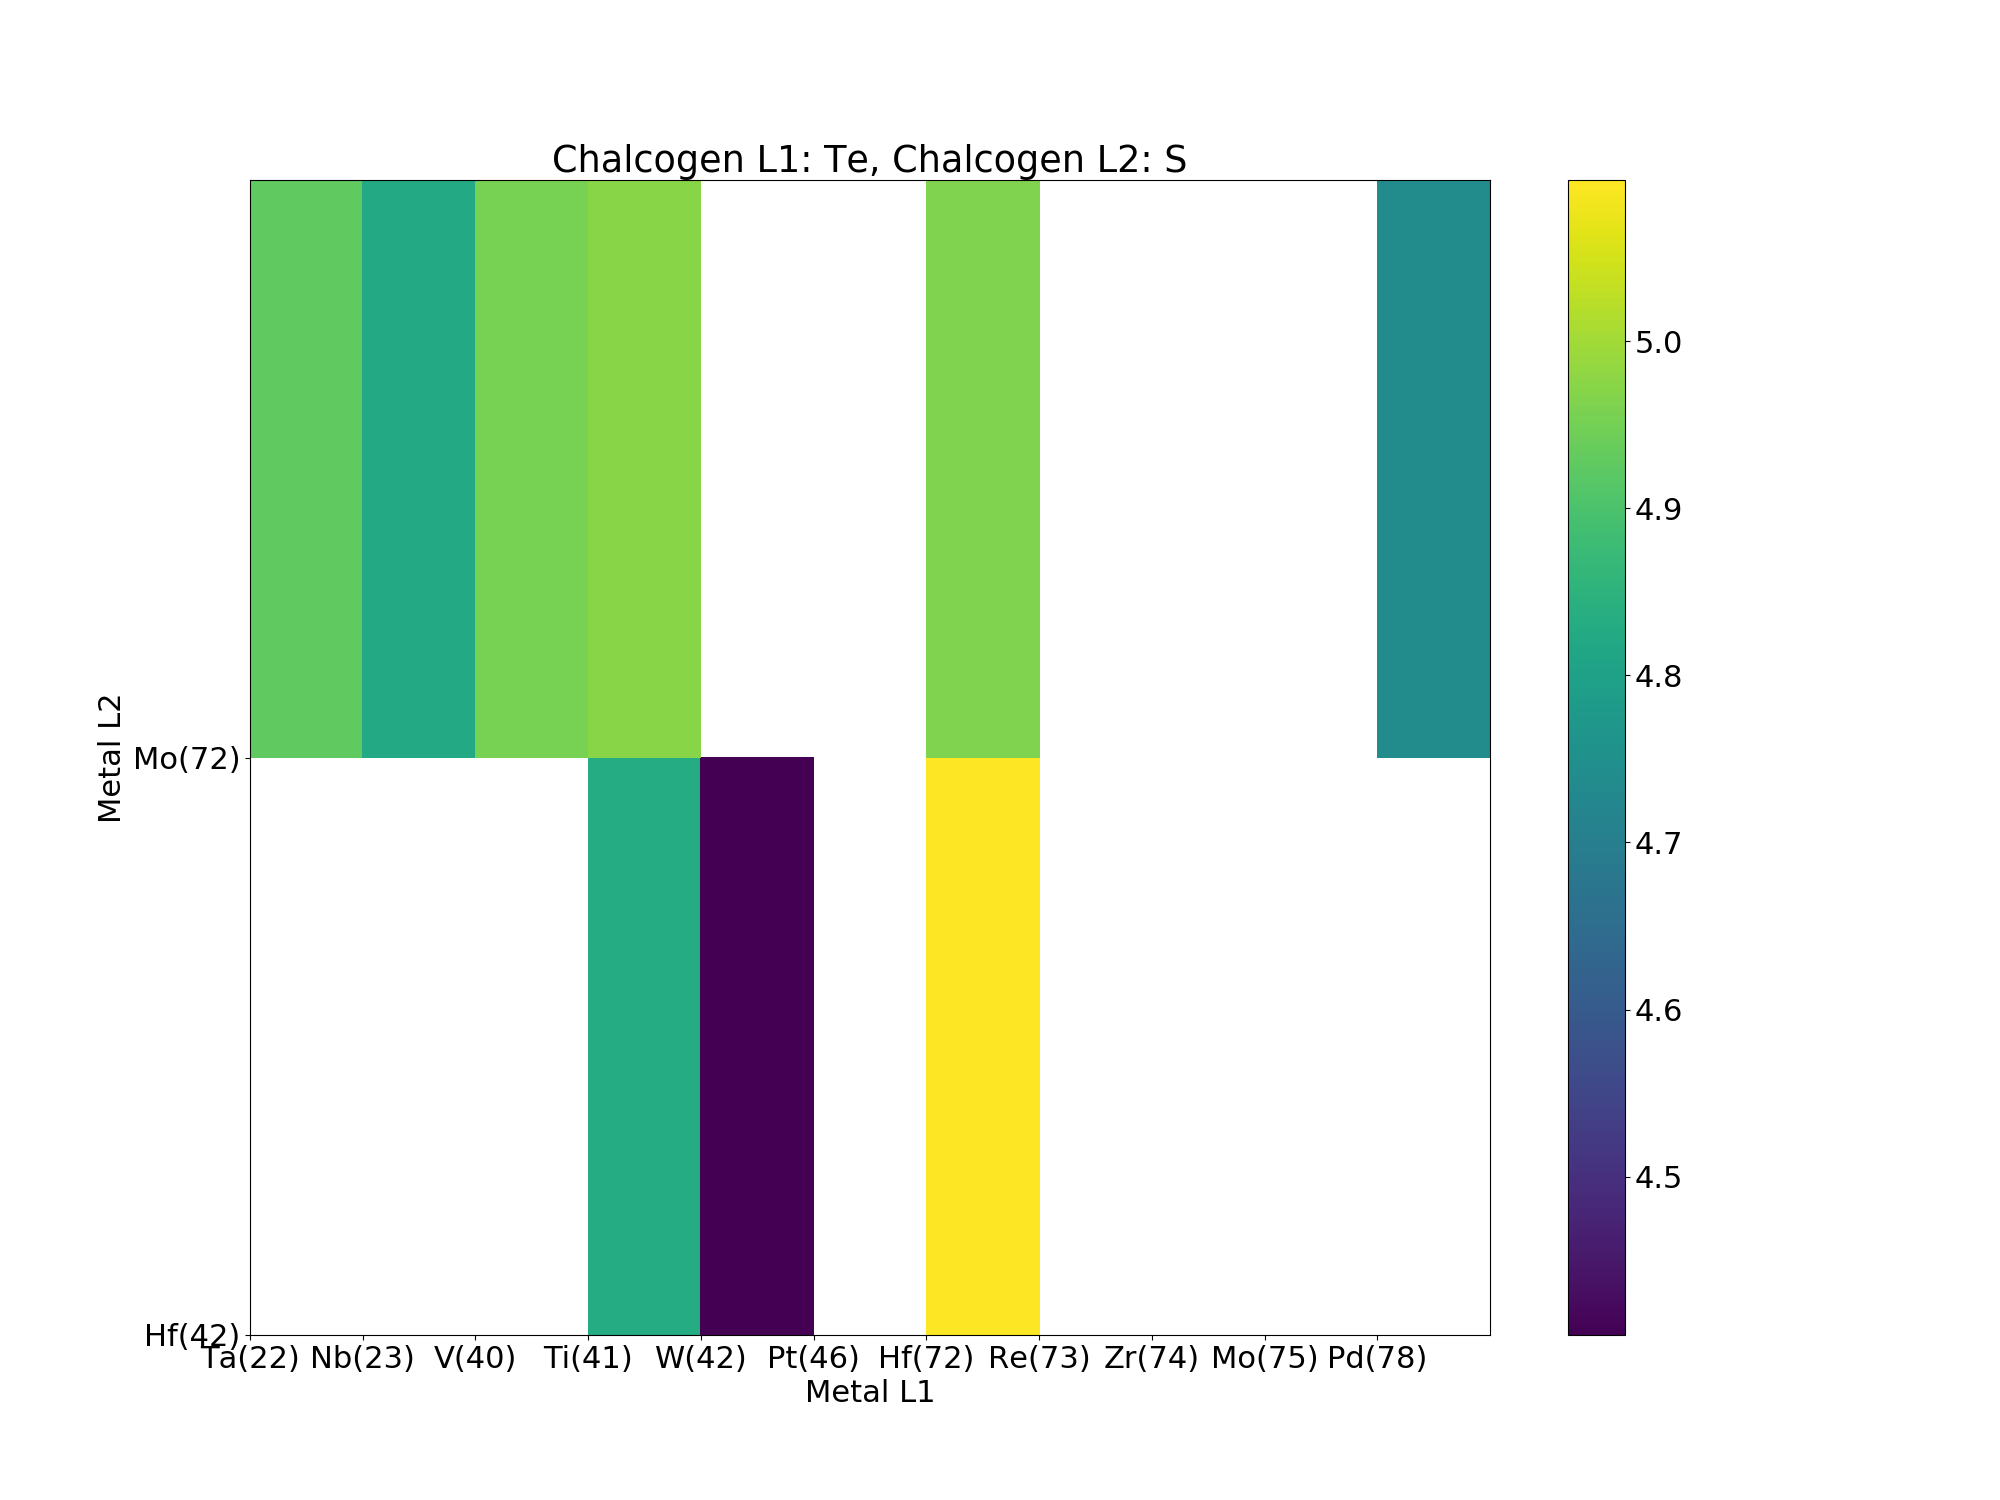 Chalcogen L1: Te, Chalcogen L2: S
Metal L2
Mo(72)
Hf(42)
Ta(22) Nb(23) V(40) Ti(41) W(42) Pt(46) Hf(72) Re(73) Zr(74) Mo(75) Pd(78)
Metal L1
5.0
4.9
4.8
4.7
4.6
4.5